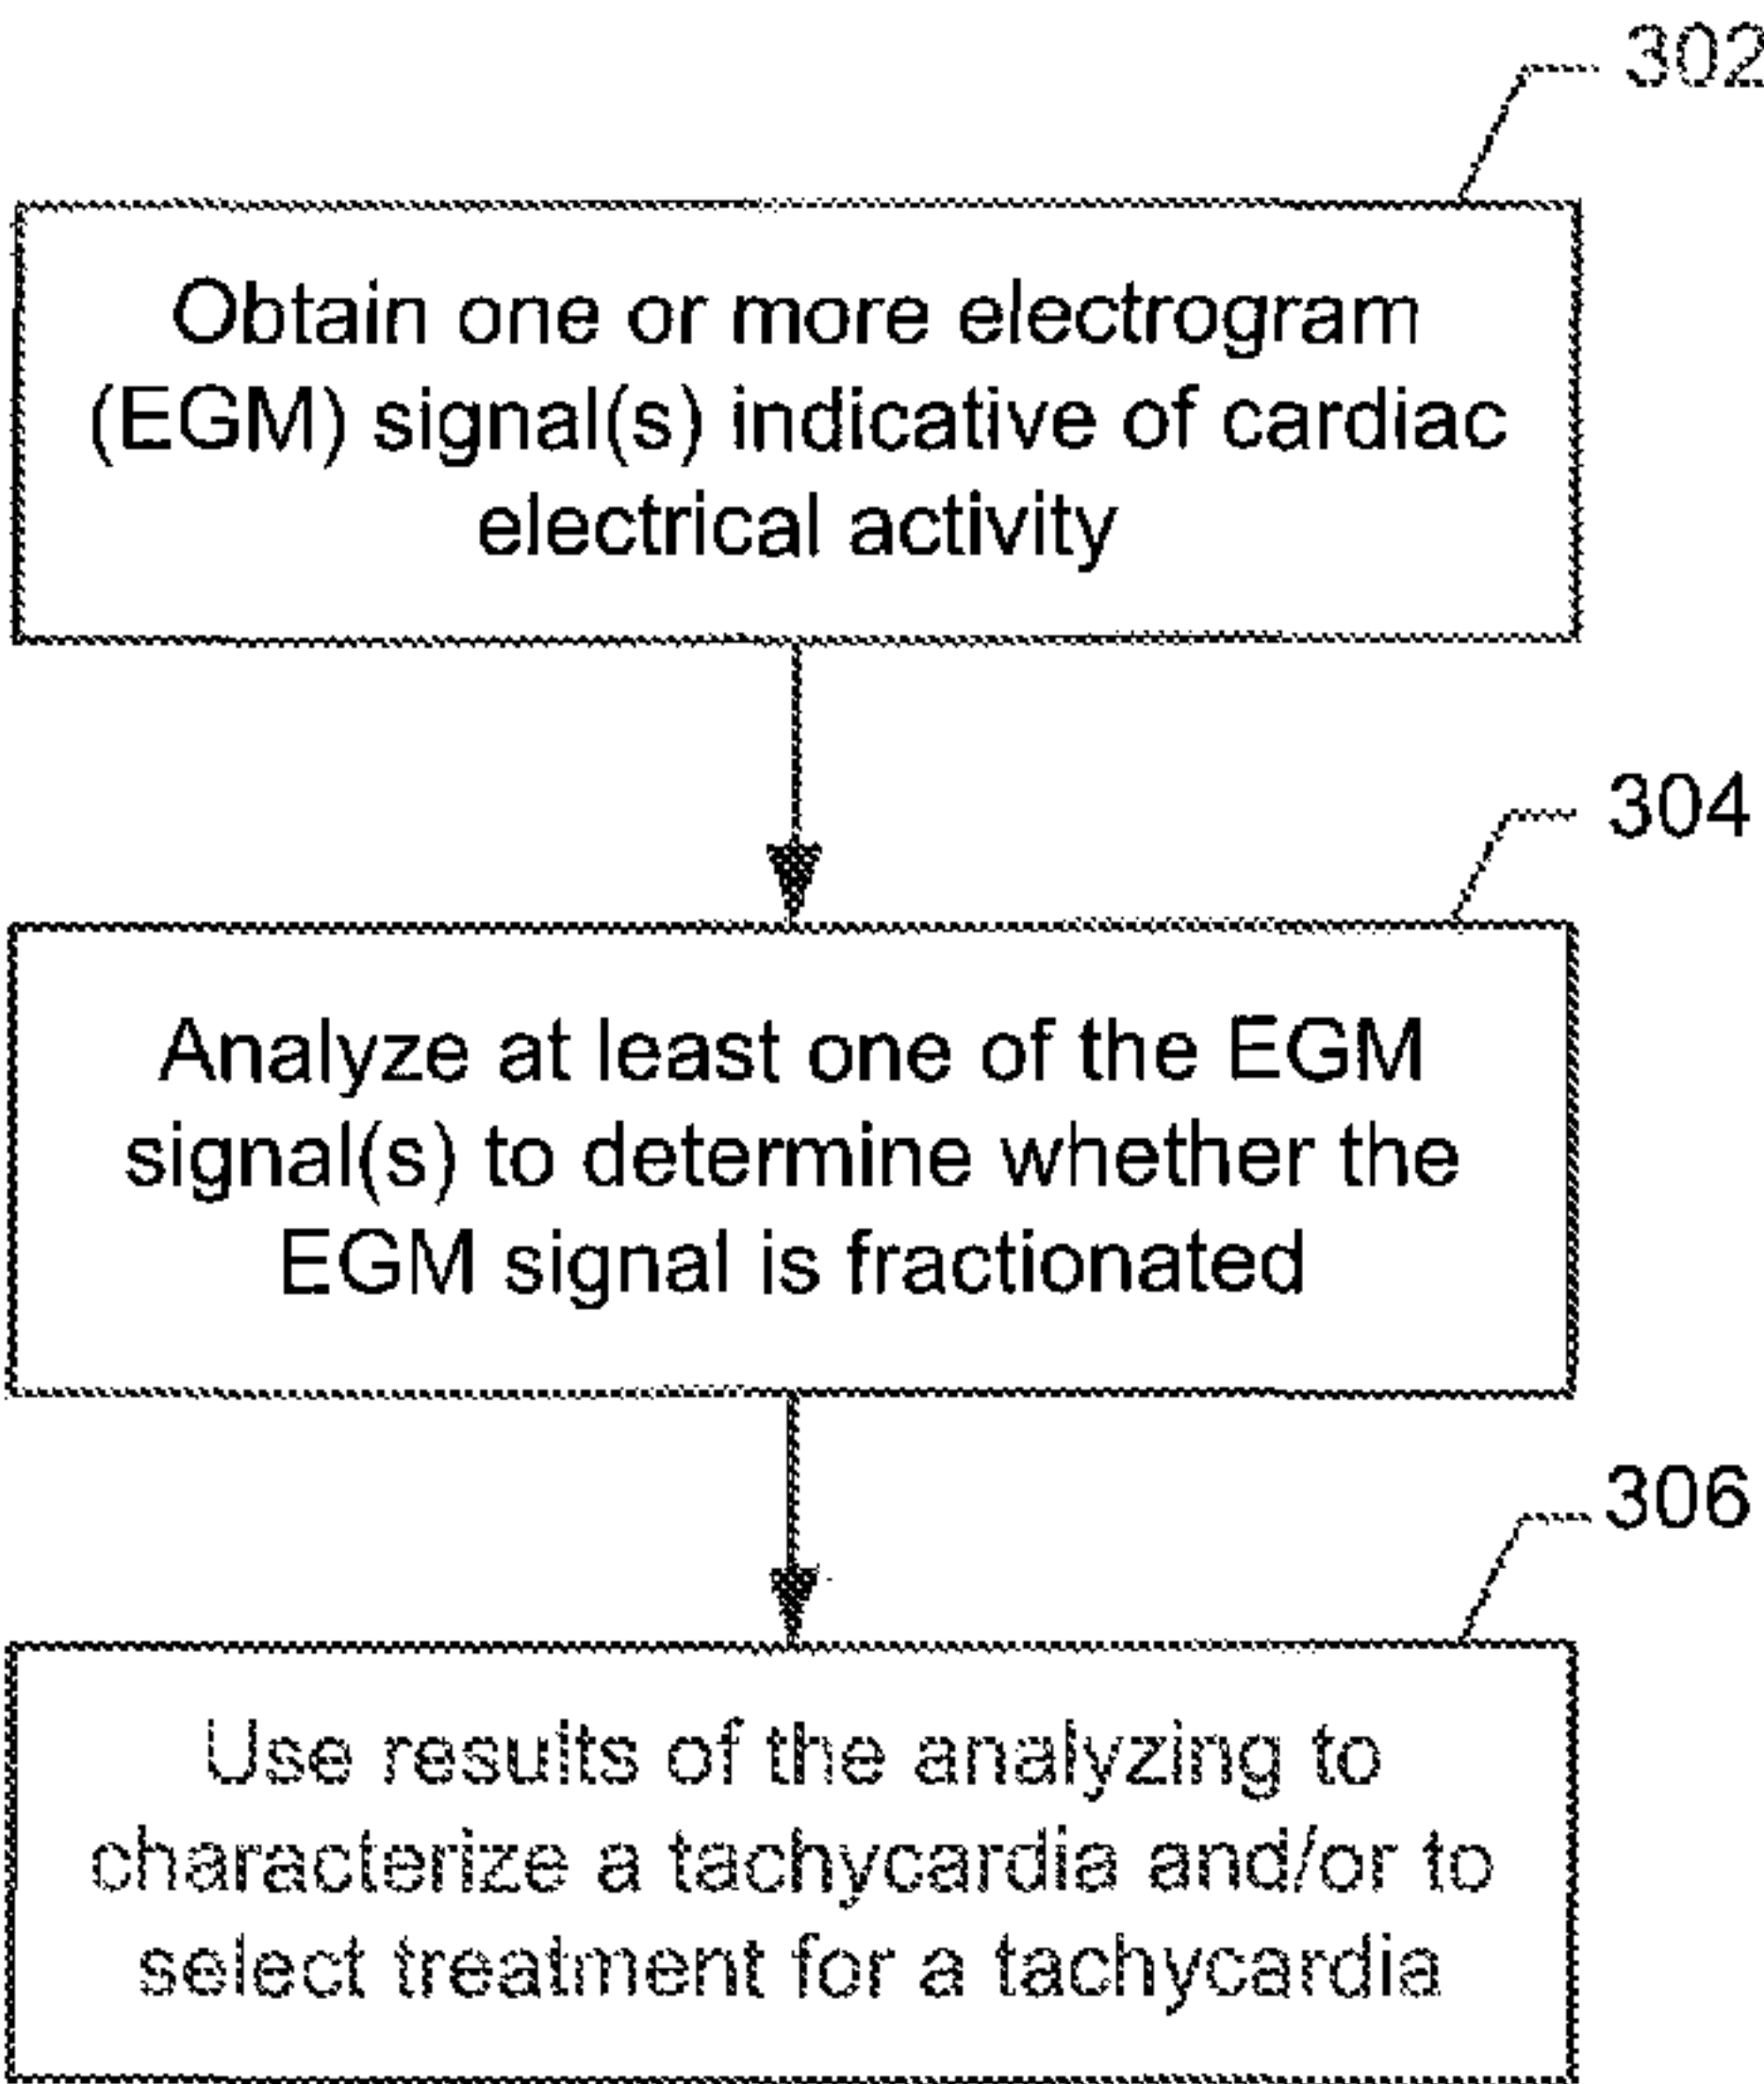 302
Obtain one or more electrogram
(EGM) signal(s) indicative of cardiac
electrical activity
304
Analyze at least one of the EGM
signal(s) to determine whether the
EGM signal is fractionated
306
Use results of the analyzing to
characterize a tachycardia and/or to
select treatment for a tachycardia